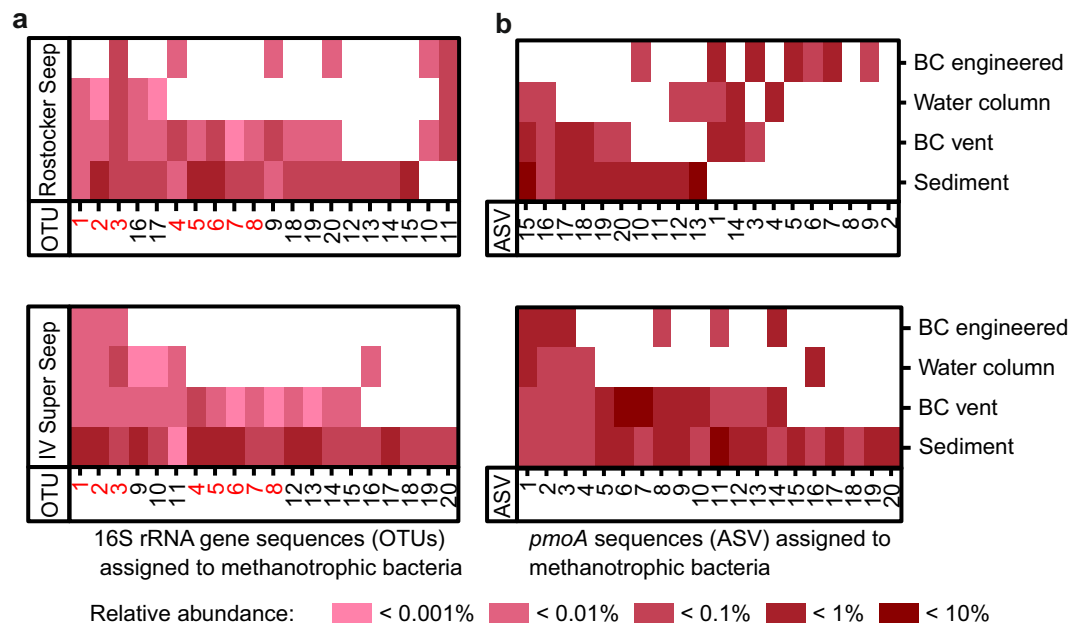 a
b
Rostocker Seep
BC engineered
Water column
BC vent
Sediment
OTU 1 2 3 16 17 4 5 6 7 8 9 18 19 20 12 13 14 15 10 11
ASV 15 16 17 18 19 20 10 11 12 13 1 14 3 4 5 6 7 8 9 2
IV Super Seep
BC engineered
Water column
BC vent
Sediment
OTU 1 2 3 9 10 11 4 5 6 7 8 12 13 14 15 16 17 18 19 20
ASV 1 2 3 4 5 6 7 8 9 10 11 12 13 14 15 16 17 18 19 20
16S rRNA gene sequences (OTUs)
assigned to methanotrophic bacteria
pmoA sequences (ASV) assigned to
methanotrophic bacteria
Relative abundance: < 0.001% < 0.01% < 0.1% < 1% < 10%